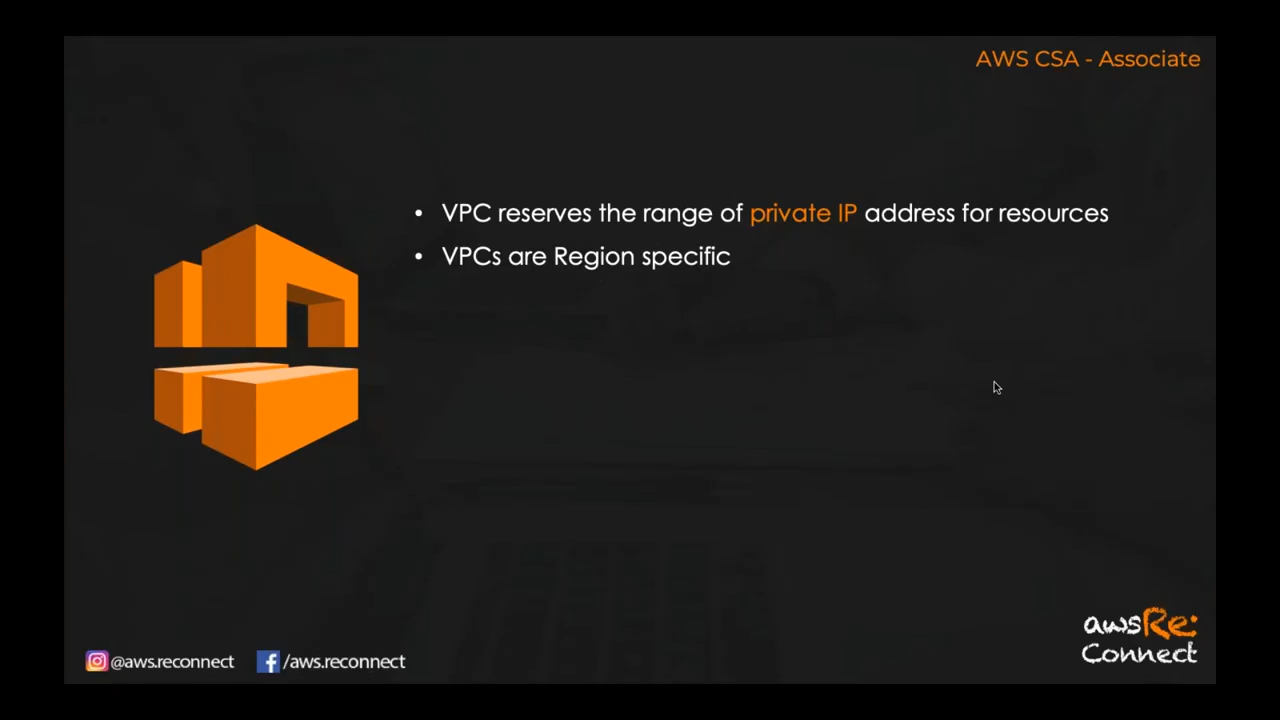 AWS CSA - Associate
• VPC reserves the range of private IP address for resources
• VPCs are Region specific
awsRe:
Connect
@aws.reconnect /aws.reconnect